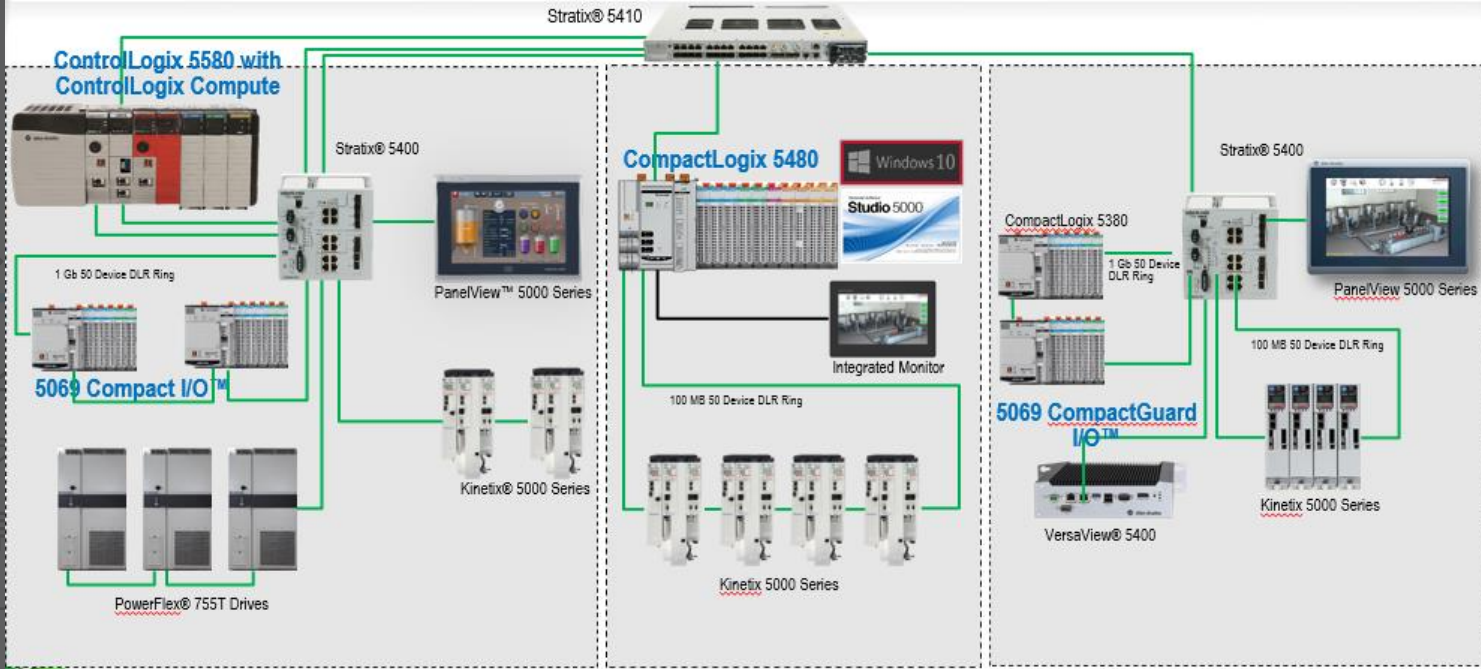 Stratix® 5410
ControlLogix 5580 with
ControlLogix Compute
Stratix® 5400
PanelView™ 5000 Series
1 Gb 50 Device DLR Ring
5069 Compact I/O™
Kinetix® 5000 Series
PowerFlex® 755T Drives
CompactLogix 5480
Windows 10
Studio 5000
Integrated Monitor
100 MB 50 Device DLR Ring
Kinetix 5000 Series
Stratix® 5400
CompactLogix 5380
1 Gb 50 Device
DLR Ring
PanelView 5000 Series
100 MB 50 Device DLR Ring
5069 CompactGuard
I/O™
Kinetix 5000 Series
VersaView® 5400